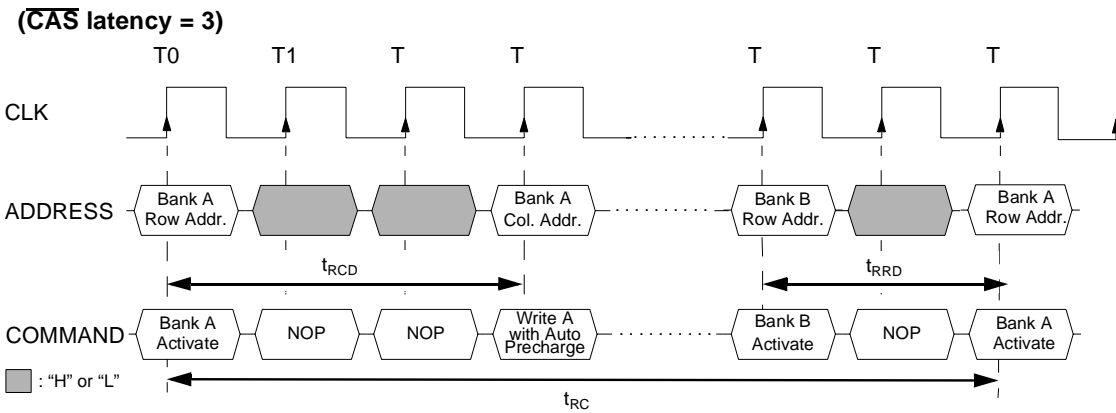 (CAS latency = 3)
T0 T1 T T T T T
CLK
ADDRESS
Bank A
Row Addr.
Bank A
Col. Addr.
Bank B
Row Addr.
Bank A
Row Addr.
tRCD
tRRD
COMMAND
Bank A
Activate
NOP
NOP
Write A
with Auto
Precharge
Bank B
Activate
NOP
Bank A
Activate
: “H” or “L”
tRC